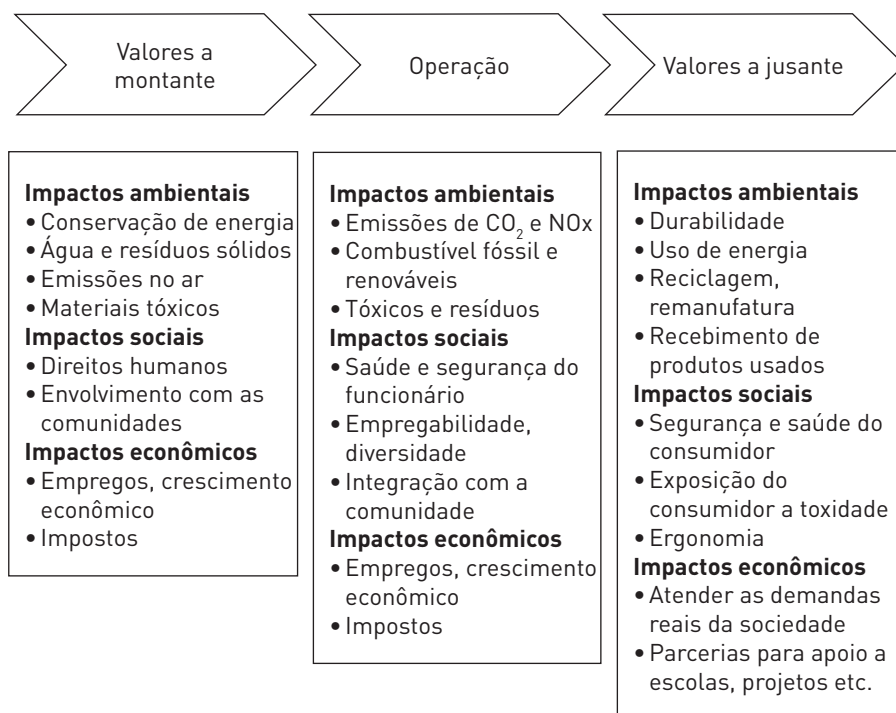 Valores a
montante
Operação
Valores a jusante
Impactos ambientais
• Conservação de energia
• Água e resíduos sólidos
• Emissões no ar
• Materiais tóxicos
Impactos sociais
• Direitos humanos
• Envolvimento com as
comunidades
Impactos econômicos
• Empregos, crescimento
econômico
• Impostos
Impactos ambientais
• Emissões de CO₂ e NOx
• Combustível fóssil e
renováveis
• Tóxicos e resíduos
Impactos sociais
• Saúde e segurança do
funcionário
• Empregabilidade,
diversidade
• Integração com a
comunidade
Impactos econômicos
• Empregos, crescimento
econômico
• Impostos
Impactos ambientais
• Durabilidade
• Uso de energia
• Reciclagem,
remanufatura
• Recebimento de
produtos usados
Impactos sociais
• Segurança e saúde do
consumidor
• Exposição do
consumidor a toxidade
• Ergonomia
Impactos econômicos
• Atender as demandas
reais da sociedade
• Parcerias para apoio a
escolas, projetos etc.